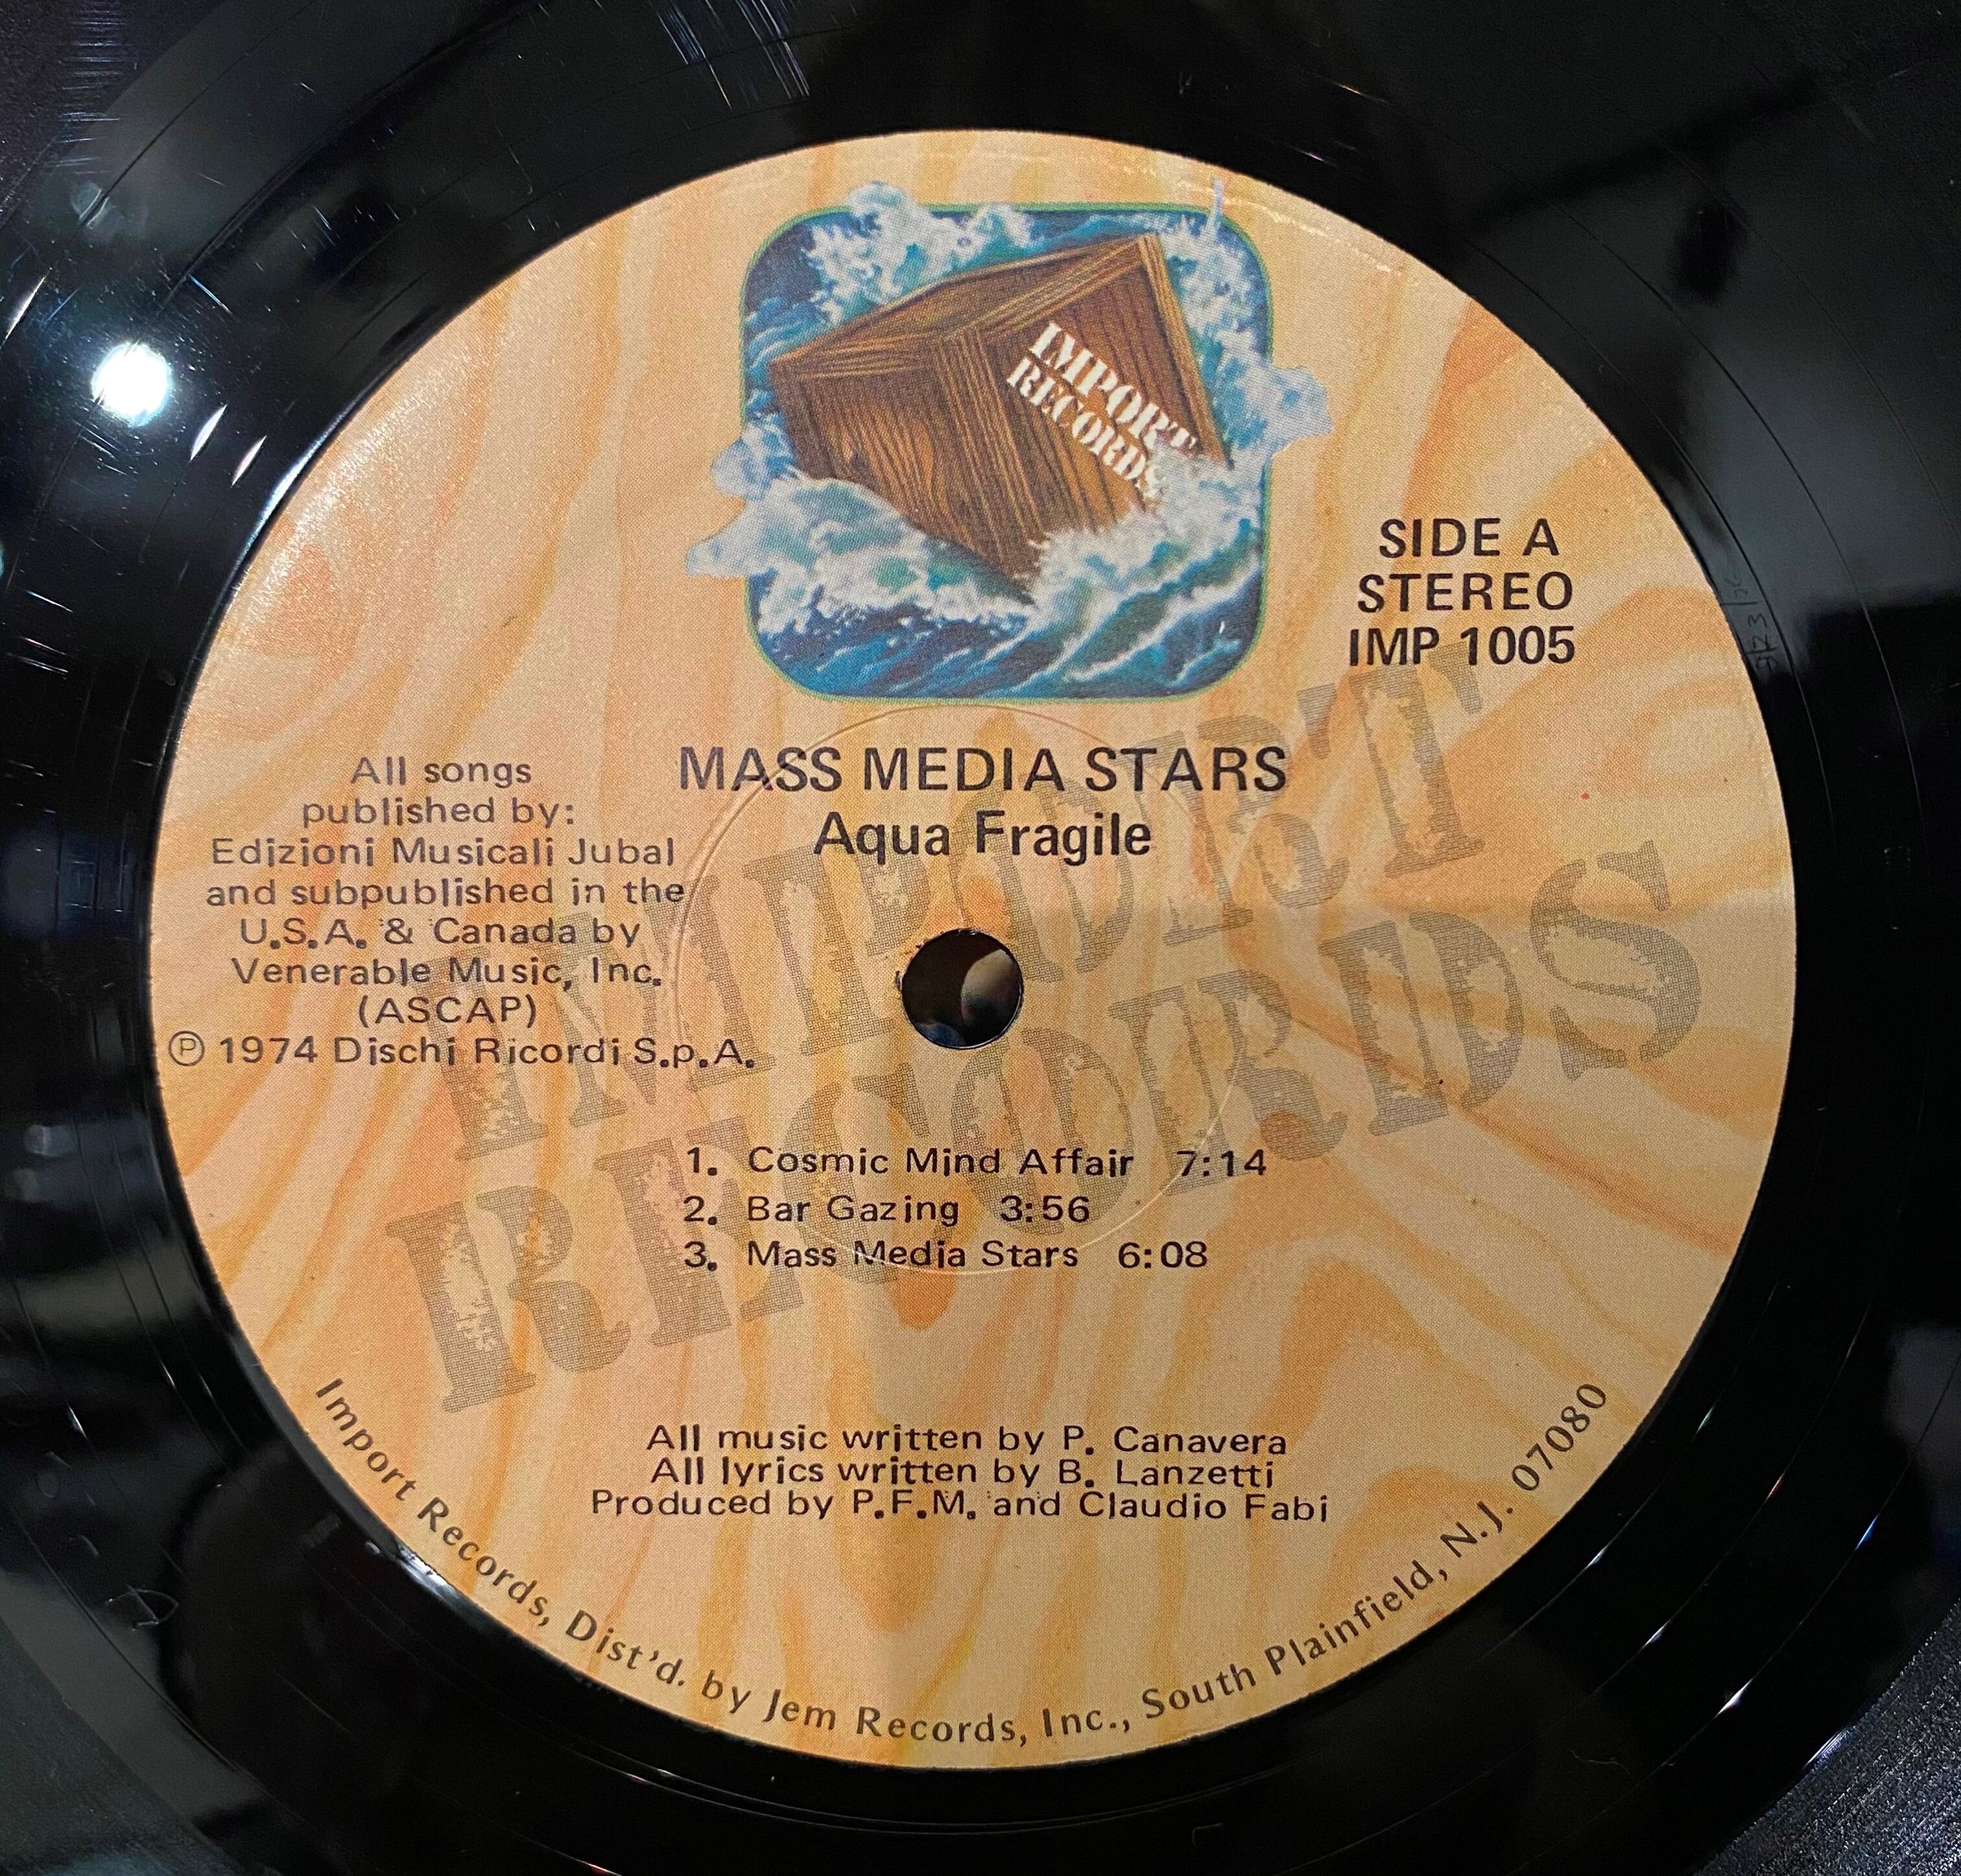 IMPORT
RECORDS
SIDE A
STEREO
IMP 1005
MASS MEDIA STARS
Aqua Fragile
All songs
published by:
Edizioni Musicali Jubal
and subpublished in the
U.S.A. & Canada by
Venerable Music, Inc.
(ASCAP)
Ⓟ 1974 Dischi Ricordi S.p.A.
IMPORT
RECORDS
1. Cosmic Mind Affair 7:14
2. Bar Gazing 3:56
3. Mass Media Stars 6:08
All music written by P. Canavera
All lyrics written by B. Lanzetti
Produced by P.F.M. and Claudio Fabi
Import Records, Dist'd. by Jem Records, Inc., South Plainfield, N.J. 07080